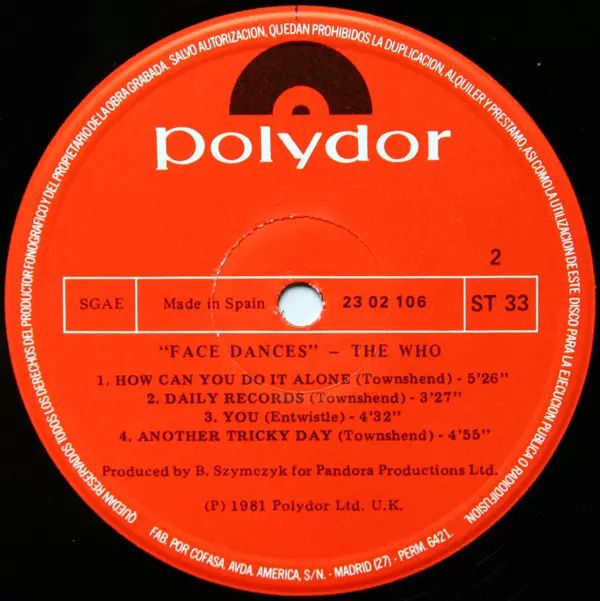 QUEDAN RESERVADOS TODOS LOS DERECHOS DEL PRODUCTOR FONOGRAFICO Y DEL PROPIETARIO DE LA OBRA GRABADA. SALVO AUTORIZACION, QUEDAN PROHIBIDOS LA DUPLICACION, ALQUILER Y PRESTAMO, ASI COMO LA UTILIZACION DE ESTE DISCO PARA LA EJECUCION PUBLICA O RADIODIFUSION.
polydor
2
SGAE Made in Spain 23 02 106 ST 33
"FACE DANCES" – THE WHO
1. HOW CAN YOU DO IT ALONE (Townshend) - 5'26"
2. DAILY RECORDS (Townshend) - 3'27"
3. YOU (Entwistle) - 4'32"
4. ANOTHER TRICKY DAY (Townshend) - 4'55"
Produced by B. Szymczyk for Pandora Productions Ltd.
(P) 1981 Polydor Ltd. U.K.
FAB. POR COFASA. AVDA. AMERICA, S/N. - MADRID (27) - PERM. 6421.